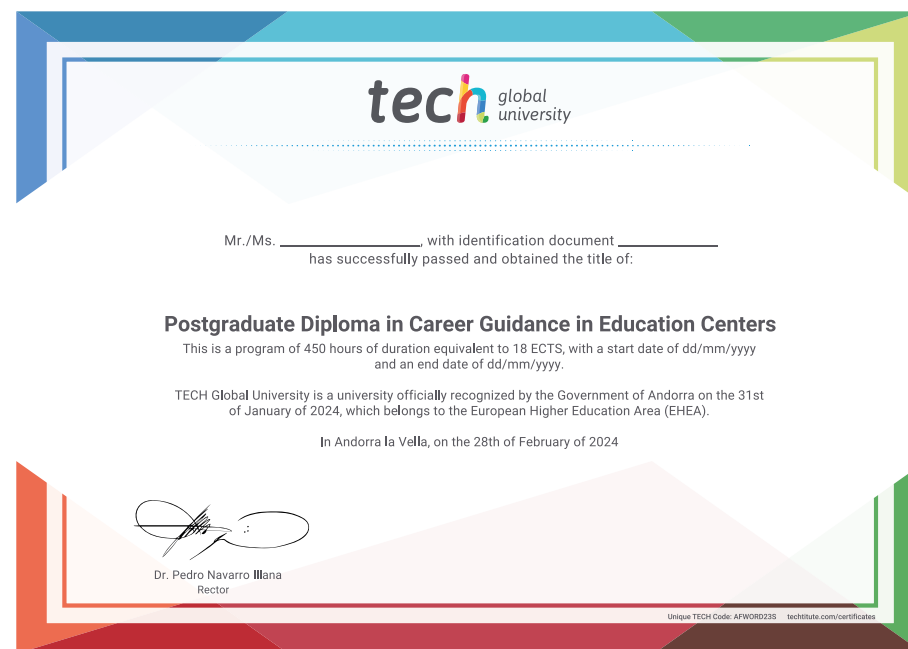 tech global
university
Mr./Ms. ____________, with identification document ____________
has successfully passed and obtained the title of:
Postgraduate Diploma in Career Guidance in Education Centers
This is a program of 450 hours of duration equivalent to 18 ECTS, with a start date of dd/mm/yyyy
and an end date of dd/mm/yyyy.
TECH Global University is a university officially recognized by the Government of Andorra on the 31st
of January of 2024, which belongs to the European Higher Education Area (EHEA).
In Andorra la Vella, on the 28th of February of 2024
Dr. Pedro Navarro Illana
Rector
Unique TECH Code: AFWORD23S techtitute.com/certificates